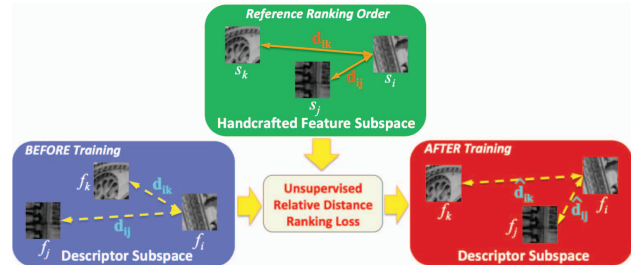 Reference Ranking Order
d_ik
s_k
s_i
d_ij
s_j
Handcrafted Feature Subspace
BEFORE Training
f_k
d_ik
d_ij
f_j
f_i
Descriptor Subspace
Unsupervised
Relative Distance
Ranking Loss
AFTER Training
f_k
d̂_ik
f_i
d̂_ij
f_j
Descriptor Subspace